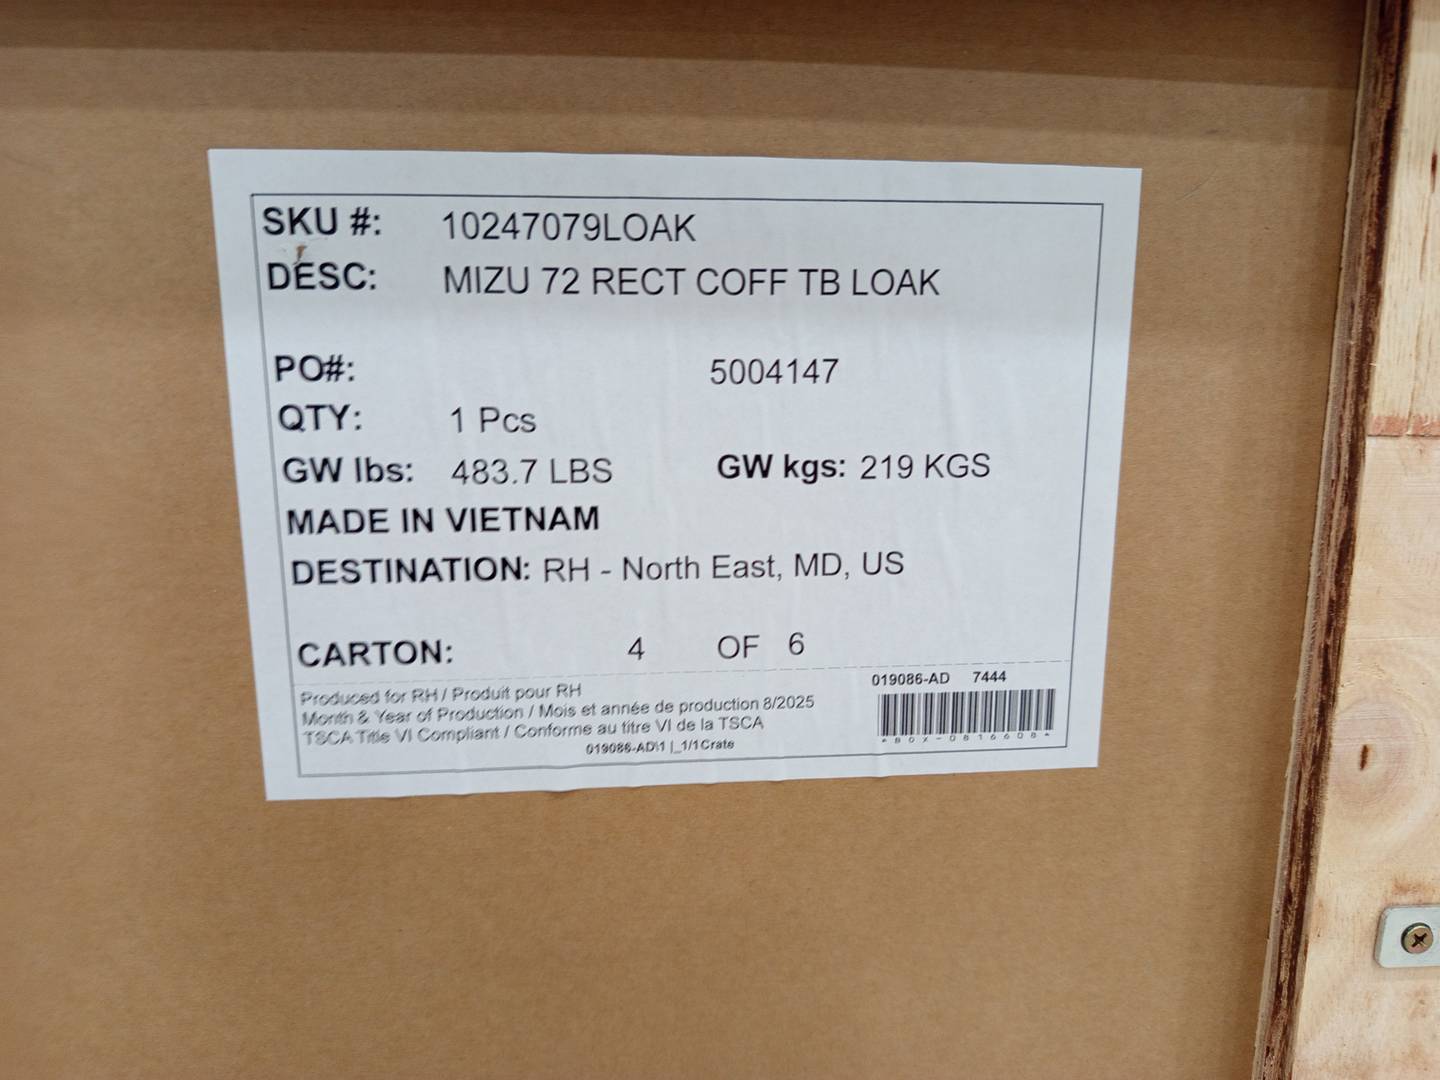 SKU #: 10247079LOAK
DESC: MIZU 72 RECT COFF TB LOAK
PO#: 5004147
QTY: 1 Pcs
GW lbs: 483.7 LBS GW kgs: 219 KGS
MADE IN VIETNAM
DESTINATION: RH - North East, MD, US
CARTON: 4 OF 6
019086-AD 7444
Produced for RH / Produit pour RH
Month & Year of Production / Mois et année de production 8/2025
TSCA Title VI Compliant / Conforme au titre VI de la TSCA
*BOX-0816608*
019086-AD\1 |_1/1Crate